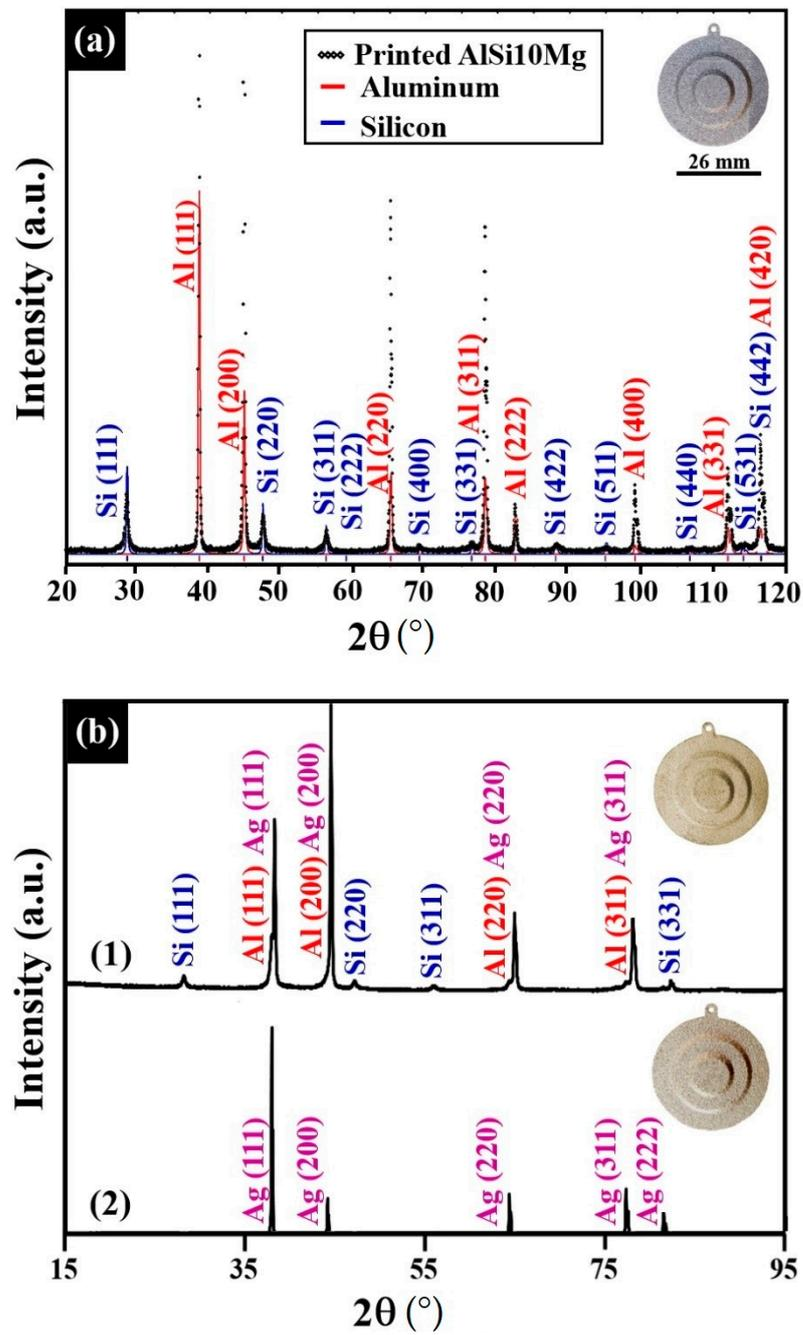 (a)
Printed AlSi10Mg
Aluminum
Silicon
26 mm
Intensity (a.u.)
Si (111)
Al (111)
Al (200)
Si (220)
Si (311)
Si (222)
Al (220)
Si (400)
Si (331)
Al (311)
Al (222)
Si (422)
Si (511)
Al (400)
Si (440)
Al (331)
Si (531)
Si (442)
Al (420)
20 30 40 50 60 70 80 90 100 110 120
2θ (°)
(b)
Intensity (a.u.)
(1)
Si (111)
Al (111)
Ag (111)
Al (200)
Ag (200)
Si (220)
Si (311)
Al (220)
Ag (220)
Al (311)
Ag (311)
Si (331)
(2)
Ag (111)
Ag (200)
Ag (220)
Ag (311)
Ag (222)
15 35 55 75 95
2θ (°)